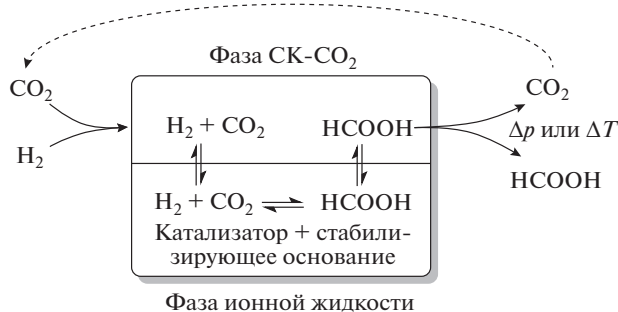 Фаза СК-CO₂
CO₂
H₂
H₂ + CO₂
HCOOH
CO₂
Δp или ΔT
HCOOH
H₂ + CO₂ ⇌ HCOOH
Катализатор + стабили-
зирующее основание
Фаза ионной жидкости